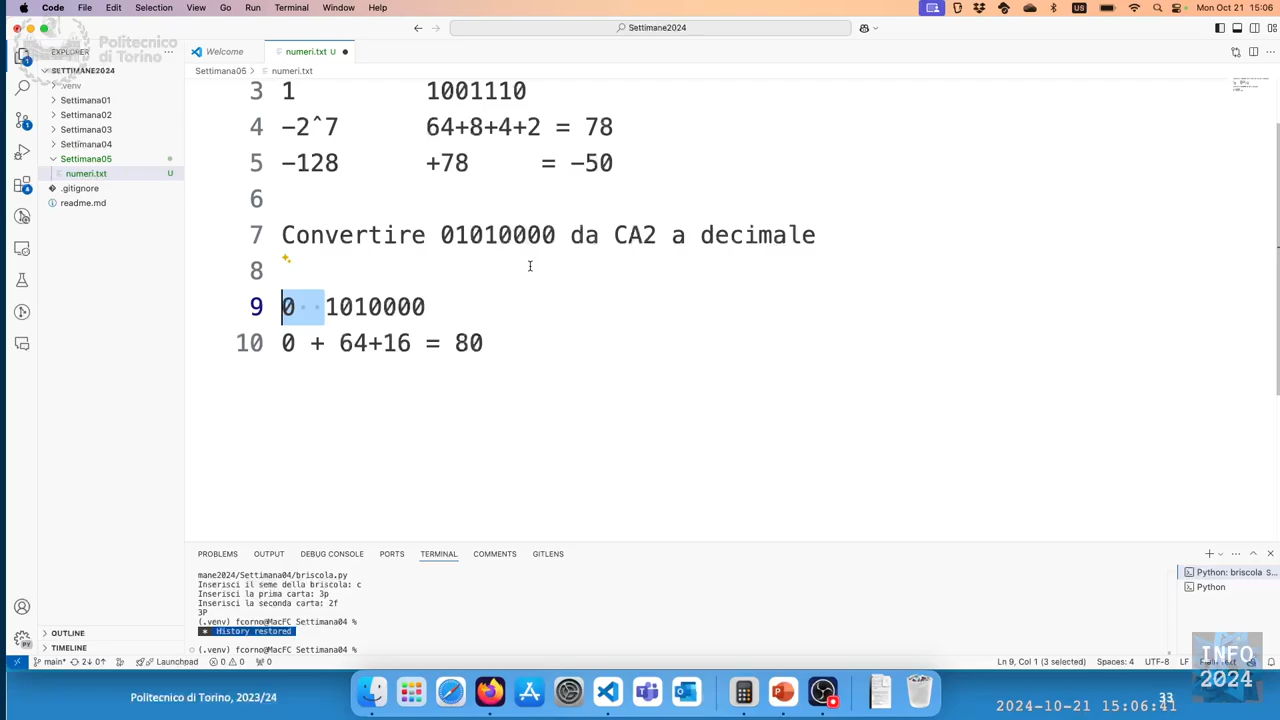 Code File Edit Selection View Go Run Terminal Window Help
US
Mon Oct 21 15:06
Politecnico
di Torino
Settimane2024
EXPLORER
Welcome
numeri.txt U
Settimana05 > numeri.txt
SETTIMANE2024
.venv
Settimana01
Settimana02
Settimana03
Settimana04
Settimana05
numeri.txt U
.gitignore
readme.md
3 1 1001110
4 -2^7 64+8+4+2 = 78
5 -128 +78 = -50
6
7 Convertire 01010000 da CA2 a decimale
8
9 0 1010000
10 0 + 64+16 = 80
PROBLEMS OUTPUT DEBUG CONSOLE PORTS TERMINAL COMMENTS GITLENS
mane2024/Settimana04/briscola.py
Inserisci il seme della briscola: c
Inserisci la prima carta: 3p
Inserisci la seconda carta: 2f
3P
(.venv) fcorno@MacFC Settimana04 %
* History restored
(.venv) fcorno@MacFC Settimana04 %
Python: briscola S...
Python
OUTLINE
TIMELINE
main* 2↓ 0↑ Launchpad 0 0 0
Ln 9, Col 1 (3 selected) Spaces: 4 UTF-8 LF
INFO
2024
Politecnico di Torino, 2023/24
33
2024-10-21 15:06:41